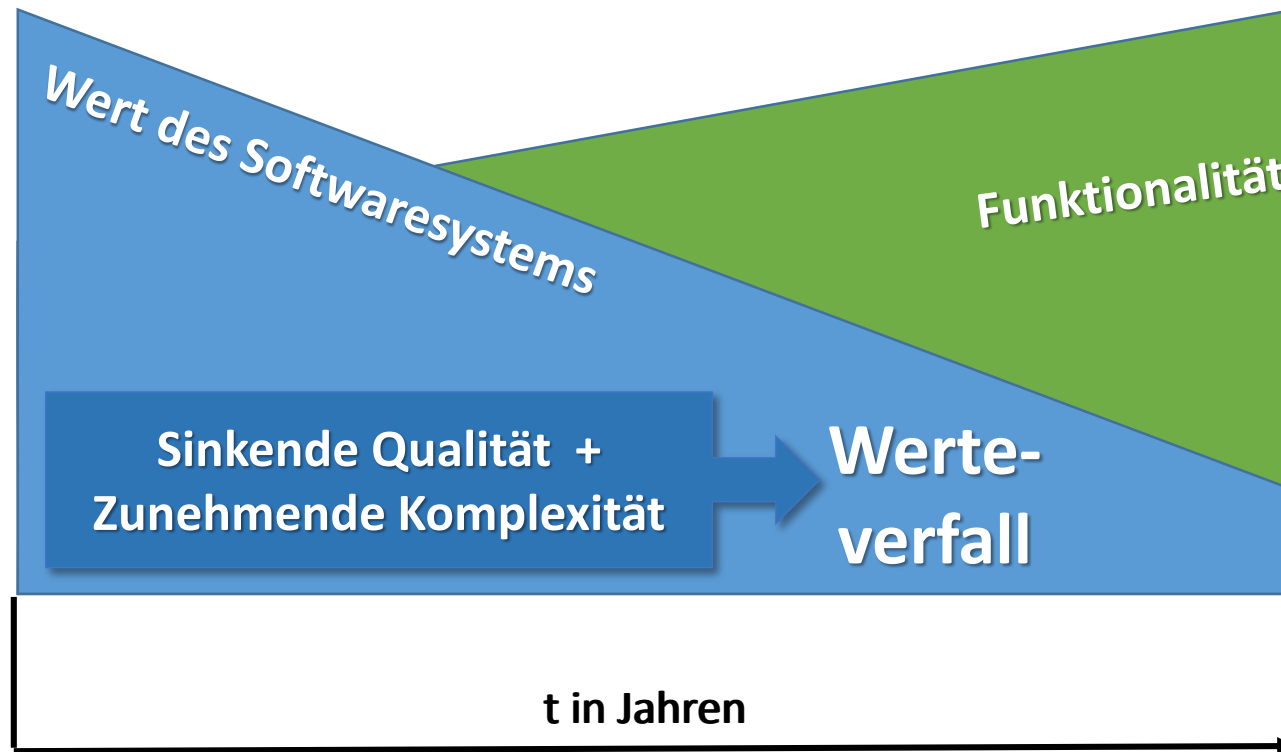 Wert des Softwaresystems
Funktionalität
Sinkende Qualität +
Zunehmende Komplexität
Werte-
verfall
t in Jahren